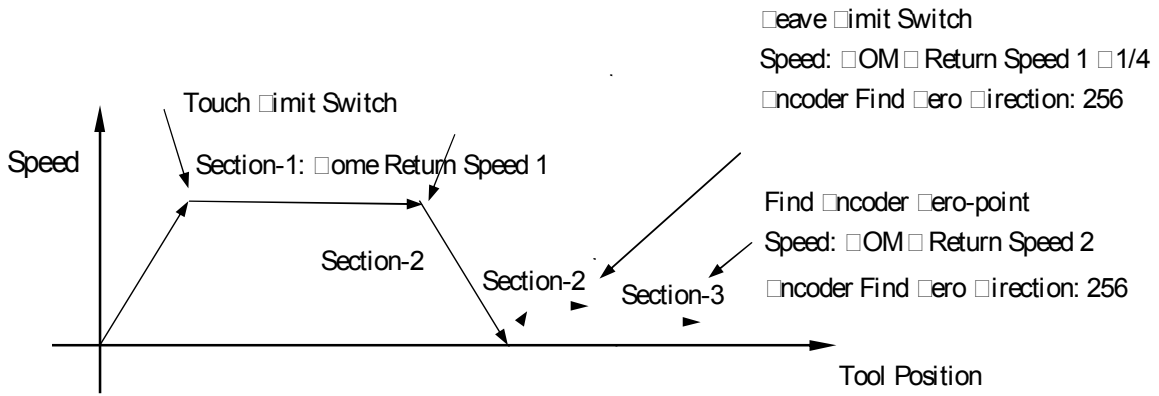 □eave □imit Switch
Speed: □OM□ Return Speed 1 □1/4
□ncoder Find □ero □irection: 256
Touch □imit Switch
Speed
Section-1: □ome Return Speed 1
Find □ncoder □ero-point
Speed: □OM□ Return Speed 2
□ncoder Find □ero □irection: 256
Section-2
Section-2
Section-3
Tool Position